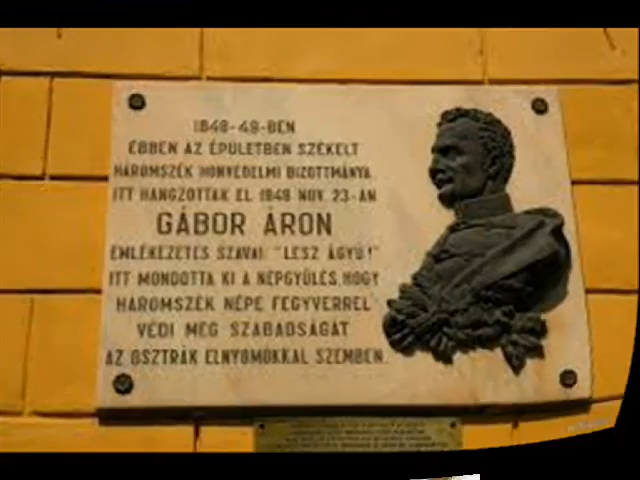 1848-49-BEN
EBBEN AZ ÉPÜLETBEN SZÉKELT
HÁROMSZÉK HONVÉDELMI BIZOTTMÁNYA
ITT HANGZOTTAK EL 1848 NOV. 23-ÁN
GÁBOR ÁRON
EMLÉKEZETES SZAVAI: "LESZ ÁGYÚ!"
ITT MONDOTTA KI A NÉPGYŰLÉS, HOGY
HÁROMSZÉK NÉPE FEGYVERREL
VÉDI MEG SZABADSÁGÁT
AZ OSZTRÁK ELNYOMÓKKAL SZEMBEN.